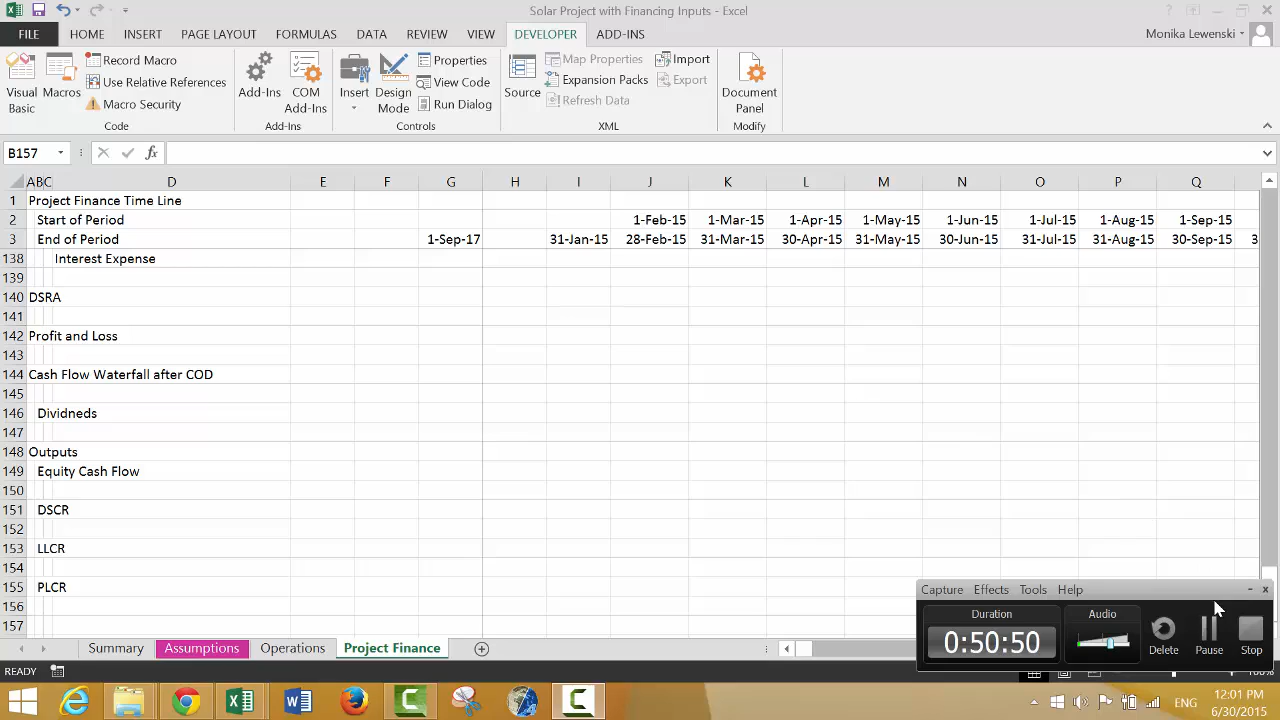 Solar Project with Financing Inputs - Excel
FILE HOME INSERT PAGE LAYOUT FORMULAS DATA REVIEW VIEW DEVELOPER ADD-INS Monika Lewenski
Visual Basic
Macros
Record Macro
Use Relative References
Macro Security
Code
Add-Ins
COM Add-Ins
Add-Ins
Insert
Design Mode
Properties
View Code
Run Dialog
Controls
Source
Map Properties
Expansion Packs
Refresh Data
Import
Export
XML
Document Panel
Modify
B157 fx
A B C D E F G H I J K L M N O P Q
1 Project Finance Time Line
2 Start of Period 1-Feb-15 1-Mar-15 1-Apr-15 1-May-15 1-Jun-15 1-Jul-15 1-Aug-15 1-Sep-15
3 End of Period 1-Sep-17 31-Jan-15 28-Feb-15 31-Mar-15 30-Apr-15 31-May-15 30-Jun-15 31-Jul-15 31-Aug-15 30-Sep-15 3
138 Interest Expense
139
140 DSRA
141
142 Profit and Loss
143
144 Cash Flow Waterfall after COD
145
146 Dividneds
147
148 Outputs
149 Equity Cash Flow
150
151 DSCR
152
153 LLCR
154
155 PLCR
156
157
Capture Effects Tools Help
Duration
0:50:50
Audio
Delete Pause Stop
Summary Assumptions Operations Project Finance
READY
ENG
12:01 PM
6/30/2015